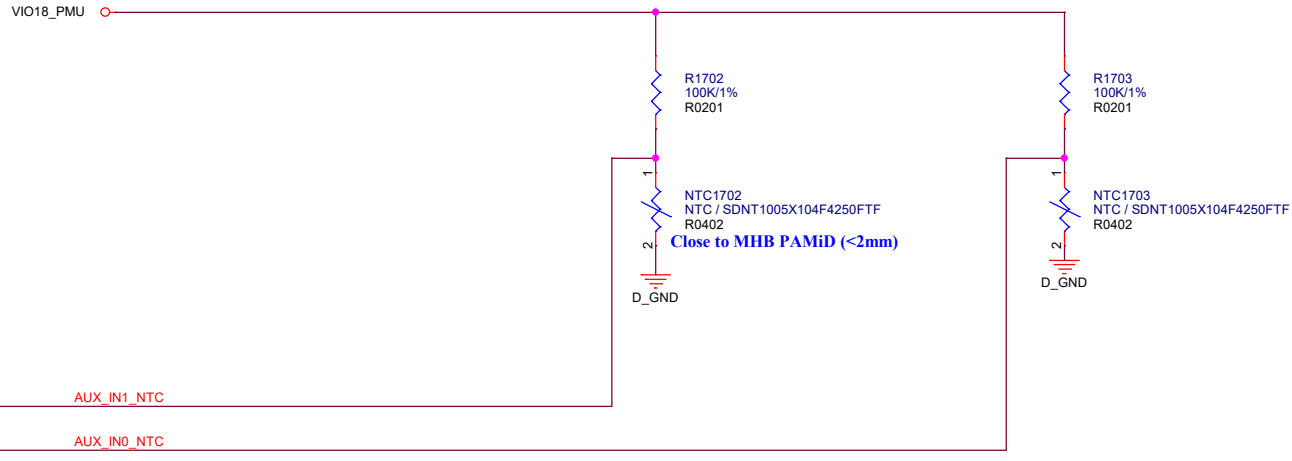 VIO18_PMU
R1702
100K/1%
R0201
R1703
100K/1%
R0201
1
NTC1702
NTC / SDNT1005X104F4250FTF
R0402
2
Close to MHB PAMiD (<2mm)
D_GND
1
NTC1703
NTC / SDNT1005X104F4250FTF
R0402
2
D_GND
AUX_IN1_NTC
AUX_IN0_NTC